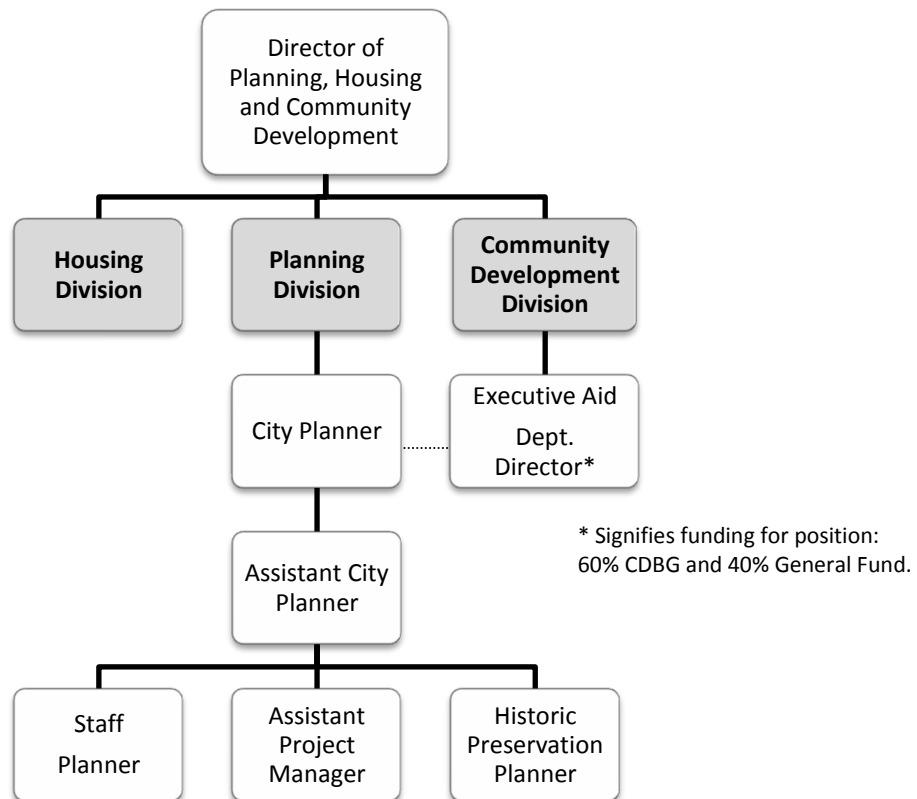 Director of
Planning, Housing
and Community
Development
Housing
Division
Planning
Division
Community
Development
Division
City Planner
Executive Aid
Dept.
Director*
* Signifies funding for position:
60% CDBG and 40% General Fund.
Assistant City
Planner
Staff
Planner
Assistant
Project
Manager
Historic
Preservation
Planner